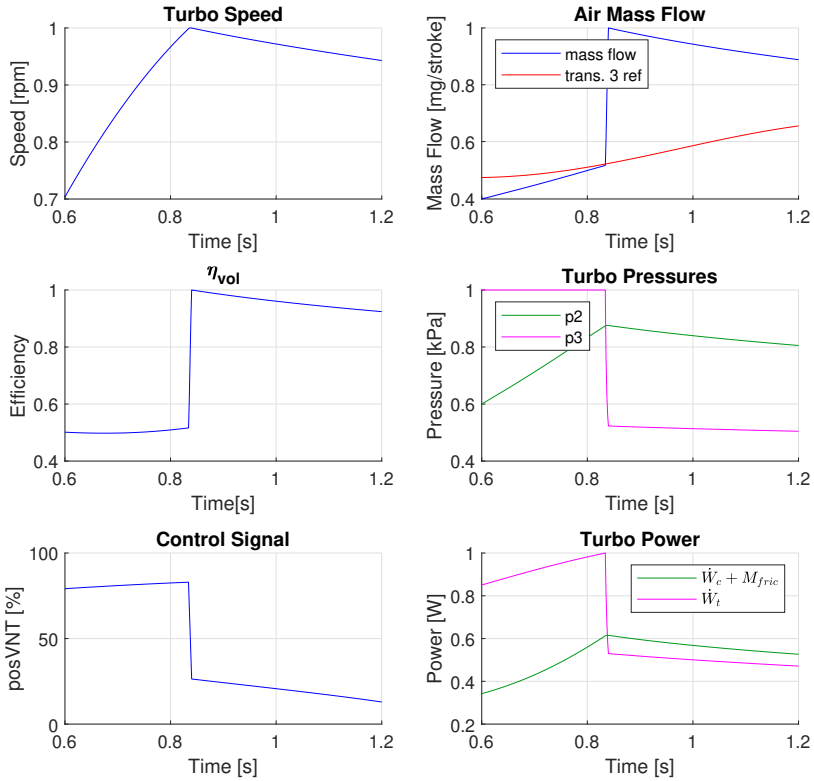 Turbo Speed
1
0.9
0.8
0.7
0.6
0.8
1
1.2
Speed [rpm]
Time [s]
Air Mass Flow
mass flow
trans. 3 ref
1
0.8
0.6
0.4
0.6
0.8
1
1.2
Mass Flow [mg/stroke]
Time [s]
η vol
1
0.8
0.6
0.4
0.6
0.8
1
1.2
Efficiency
Time[s]
Turbo Pressures
p2
p3
1
0.8
0.6
0.4
0.6
0.8
1
1.2
Pressure [kPa]
Time [s]
Control Signal
100
50
0
0.6
0.8
1
1.2
posVNT [%]
Time [s]
Turbo Power
Ẇ_c + M_fric
Ẇ_t
1
0.8
0.6
0.4
0.2
0.6
0.8
1
1.2
Power [W]
Time [s]